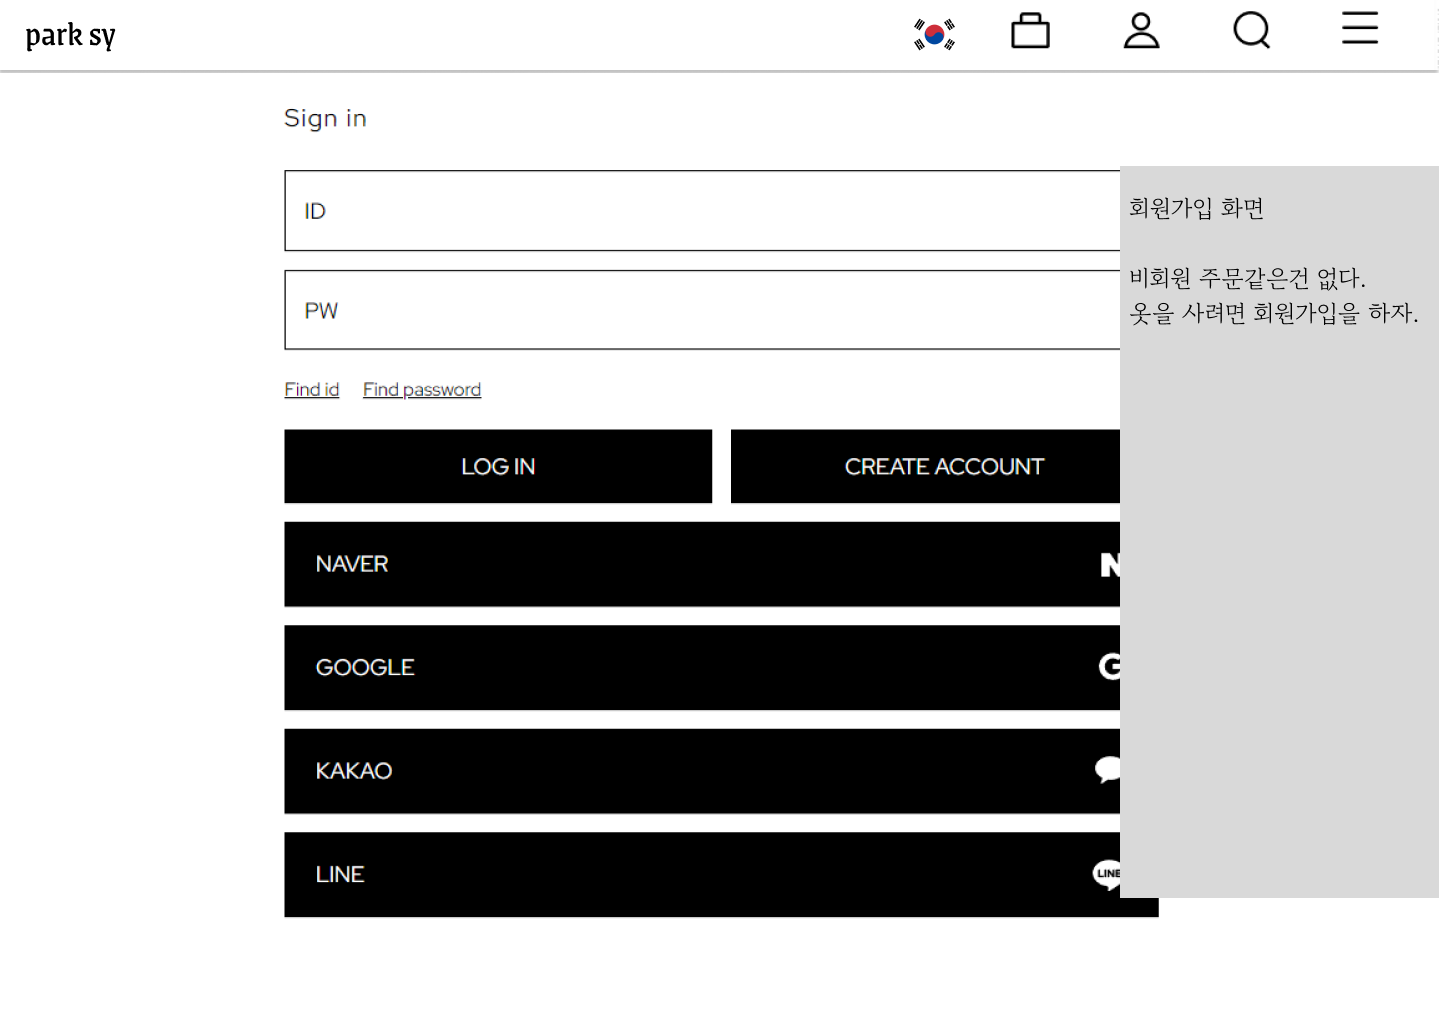 park sy
Sign in
ID
PW
Find id Find password
LOG IN CREATE ACCOUNT
NAVER N
GOOGLE G
KAKAO
LINE LINE
회원가입 화면
비회원 주문같은건 없다.
옷을 사려면 회원가입을 하자.